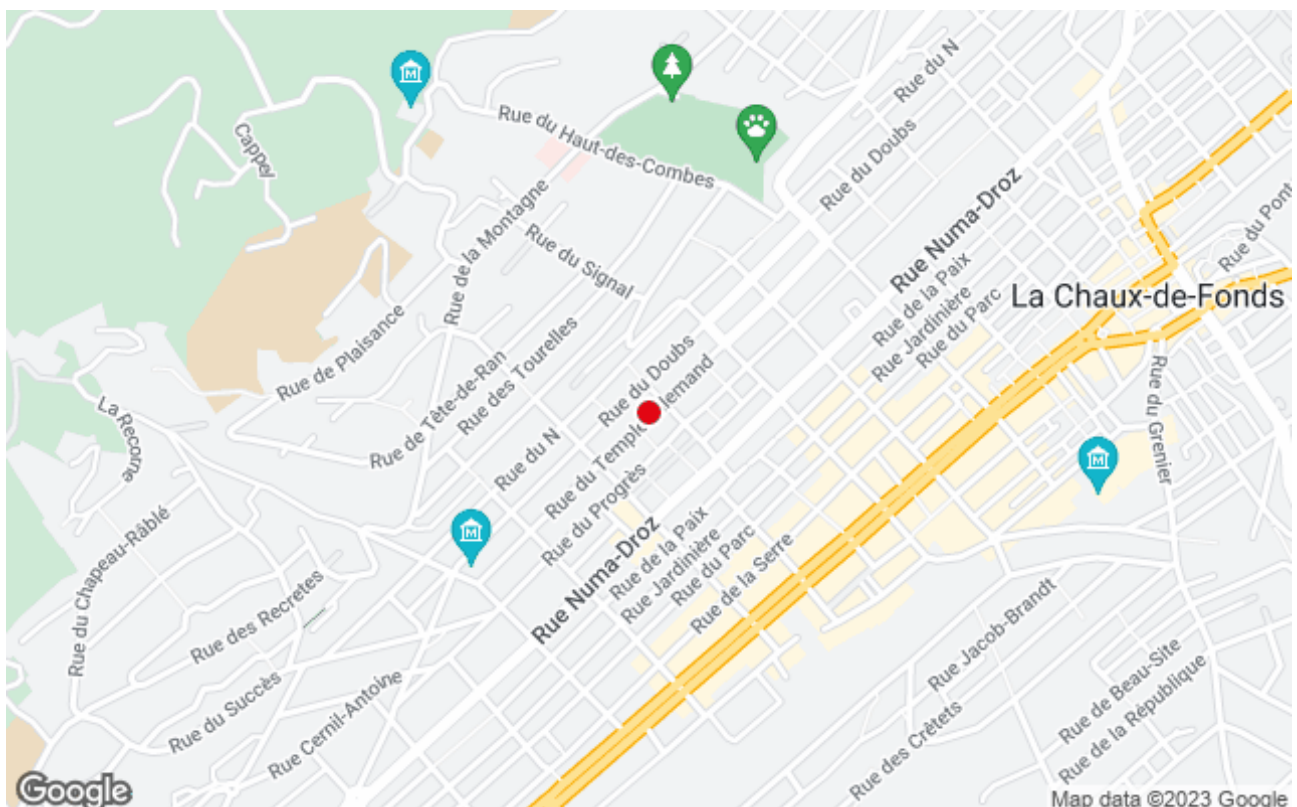 Rue du N
Rue du Haut-des-Combes
Rue du Doubs
Cappel
Rue Numa-Droz
Rue de la Montagne
Rue du Pont
Rue du Signal
Rue de la Paix
Rue Jardinière
Rue du Parc
La Chaux-de-Fonds
Rue de Plaisance
Rue des Tourelles
Rue du Doubs
Rue de Tête-de-Ran
Rue du Temple lemand
Rue du Grenier
La Recorne
Rue du N
Rue du Progrès
Rue du Chapeau-Râblé
Rue Numa-Droz
Rue de la Paix
Rue Jardinière
Rue du Parc
Rue de la Serre
Rue des Recretes
Rue Jacob-Brandt
Rue du Succès
Rue Cernil-Antoine
Rue des Crêtets
Rue de Beau-Site
Rue de la République
Google
Map data ©2023 Google